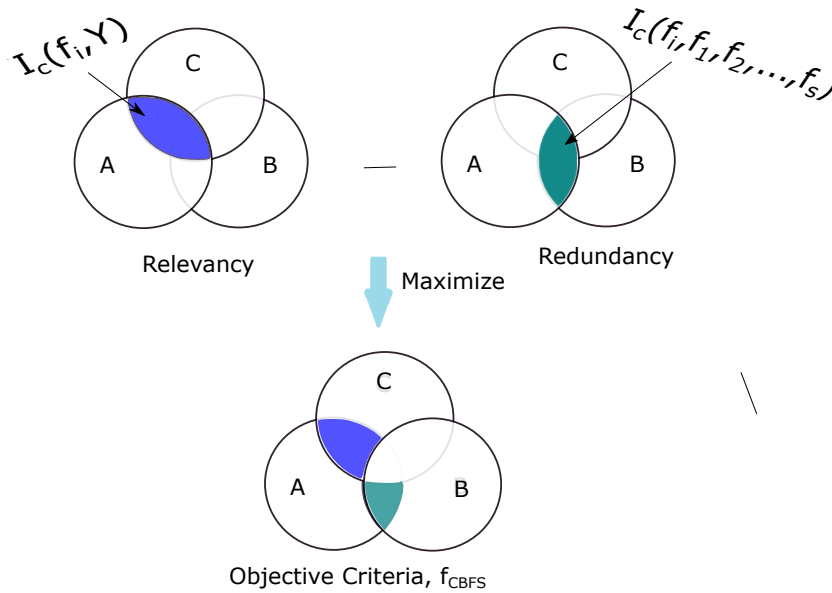 I_c(f_i,Y)
C
A
B
Relevancy
I_c(f_i,f_1,f_2,...,f_s)
C
A
B
Redundancy
Maximize
C
A
B
Objective Criteria, f_CBFS